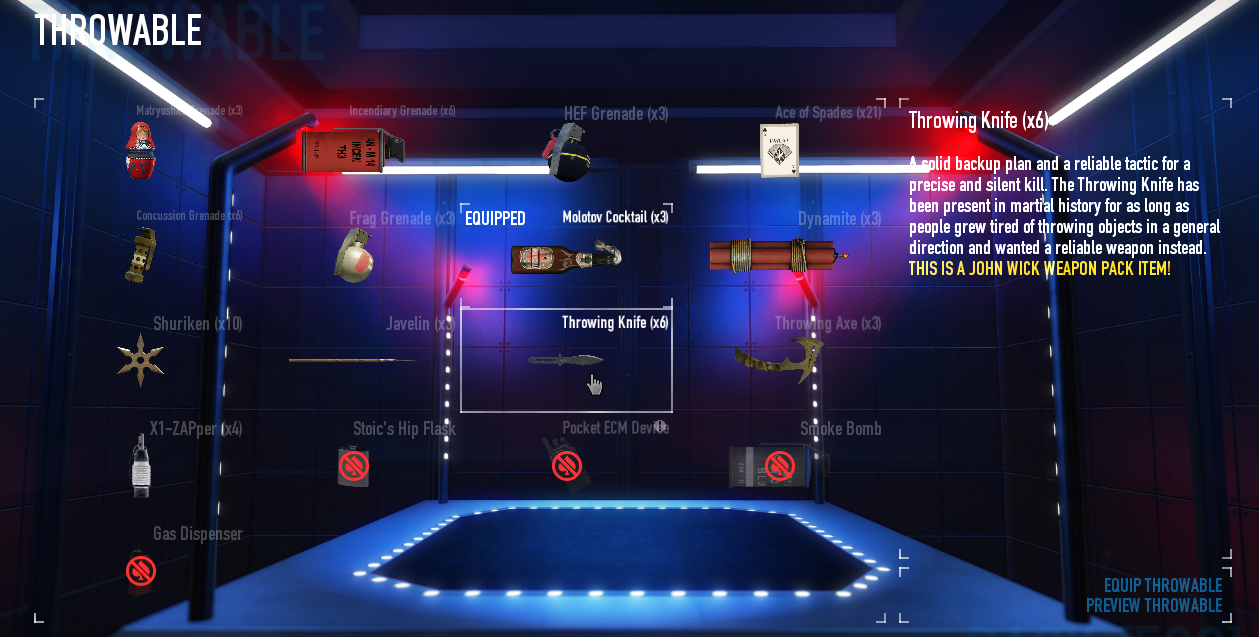 THROWABLE
Matryoshka Grenade (x3)
Incendiary Grenade (x6)
HEF Grenade (x3)
Ace of Spades (x21)
Concussion Grenade (x6)
Frag Grenade (x3)
EQUIPPED
Molotov Cocktail (x3)
Dynamite (x3)
Shuriken (x10)
Javelin (x3)
Throwing Knife (x6)
Throwing Axe (x3)
X1-ZAPper (x4)
Stoic's Hip Flask
Pocket ECM Device
Smoke Bomb
Gas Dispenser
Throwing Knife (x6)
A solid backup plan and a reliable tactic for a
precise and silent kill. The Throwing Knife has
been present in martial history for as long as
people grew tired of throwing objects in a general
direction and wanted a reliable weapon instead.
THIS IS A JOHN WICK WEAPON PACK ITEM!
EQUIP THROWABLE
PREVIEW THROWABLE